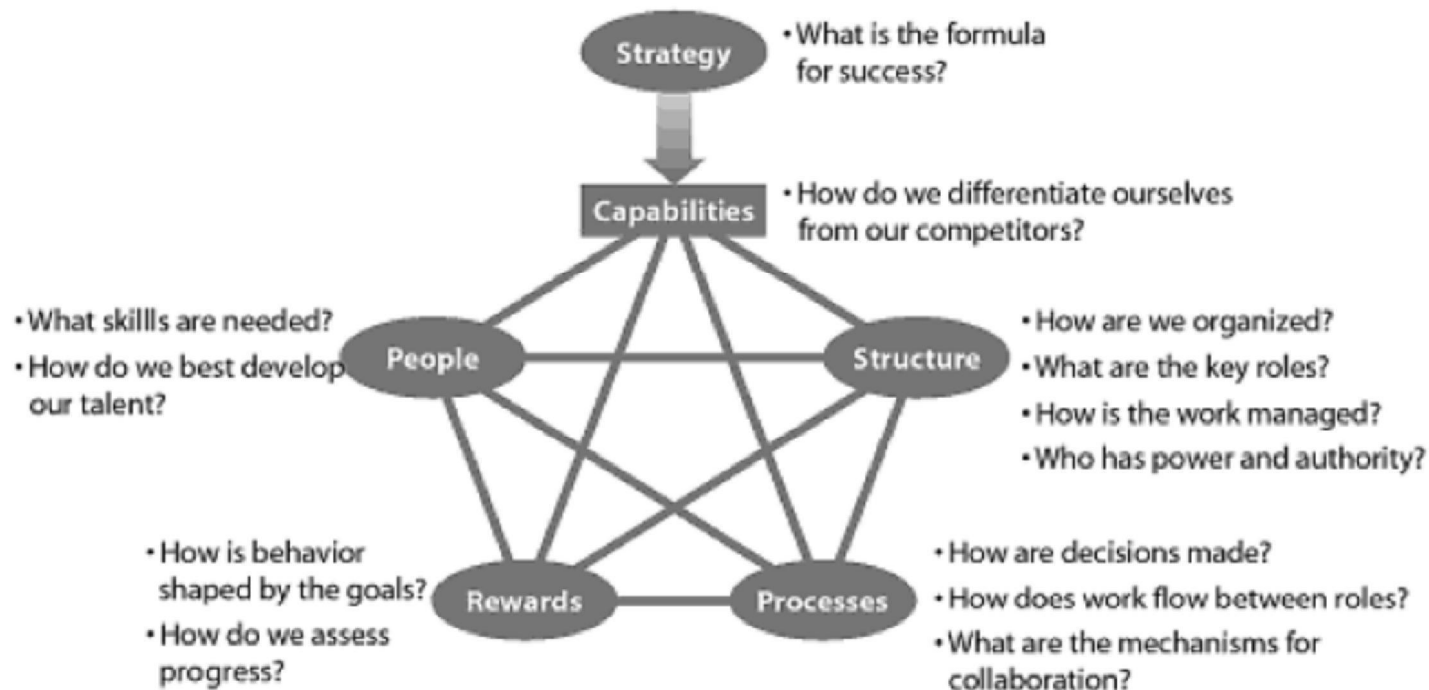 Strategy
• What is the formula
for success?
Capabilities
• How do we differentiate ourselves
from our competitors?
• What skillls are needed?
• How do we best develop
our talent?
People
Structure
• How are we organized?
• What are the key roles?
• How is the work managed?
• Who has power and authority?
• How is behavior
shaped by the goals?
• How do we assess
progress?
Rewards
Processes
• How are decisions made?
• How does work flow between roles?
• What are the mechanisms for
collaboration?